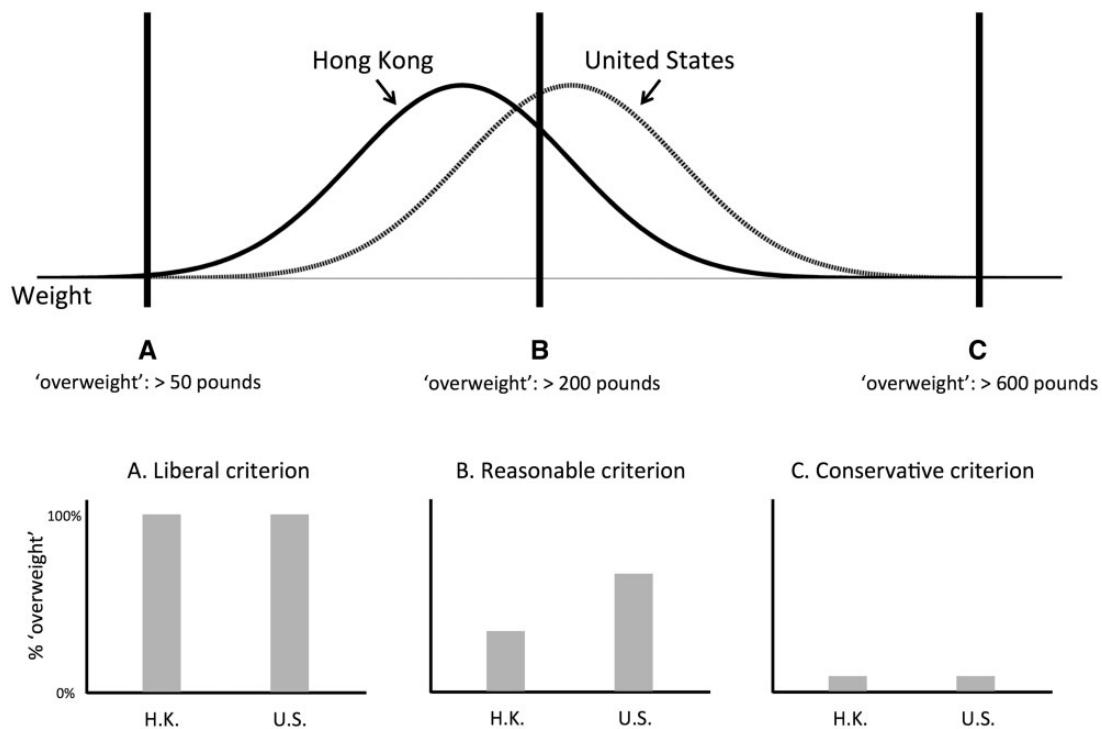 Hong Kong
United States
Weight
A
B
C
‘overweight’: > 50 pounds
‘overweight’: > 200 pounds
‘overweight’: > 600 pounds
A. Liberal criterion
B. Reasonable criterion
C. Conservative criterion
% ‘overweight’
100%
0%
H.K.
U.S.
H.K.
U.S.
H.K.
U.S.